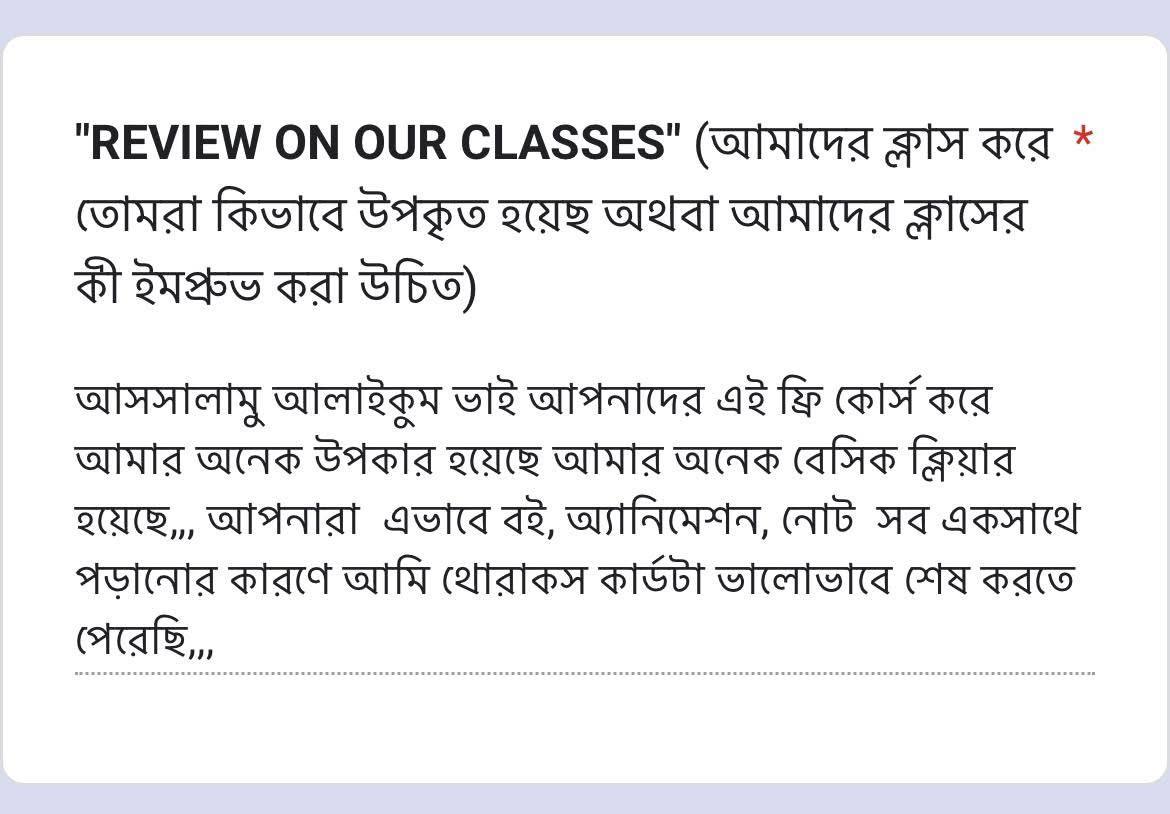 "REVIEW ON OUR CLASSES" (আমাদের ক্লাস করে *
তোমরা কিভাবে উপকৃত হয়েছ অথবা আমাদের ক্লাসের
কী ইমপ্রুভ করা উচিত)
আসসালামু আলাইকুম ভাই আপনাদের এই ফ্রি কোর্স করে
আমার অনেক উপকার হয়েছে আমার অনেক বেসিক ক্লিয়ার
হয়েছে,,, আপনারা  এভাবে বই, অ্যানিমেশন, নোট  সব একসাথে
পড়ানোর কারণে আমি থোরাকস কার্ডটা ভালোভাবে শেষ করতে
পেরেছি,,,